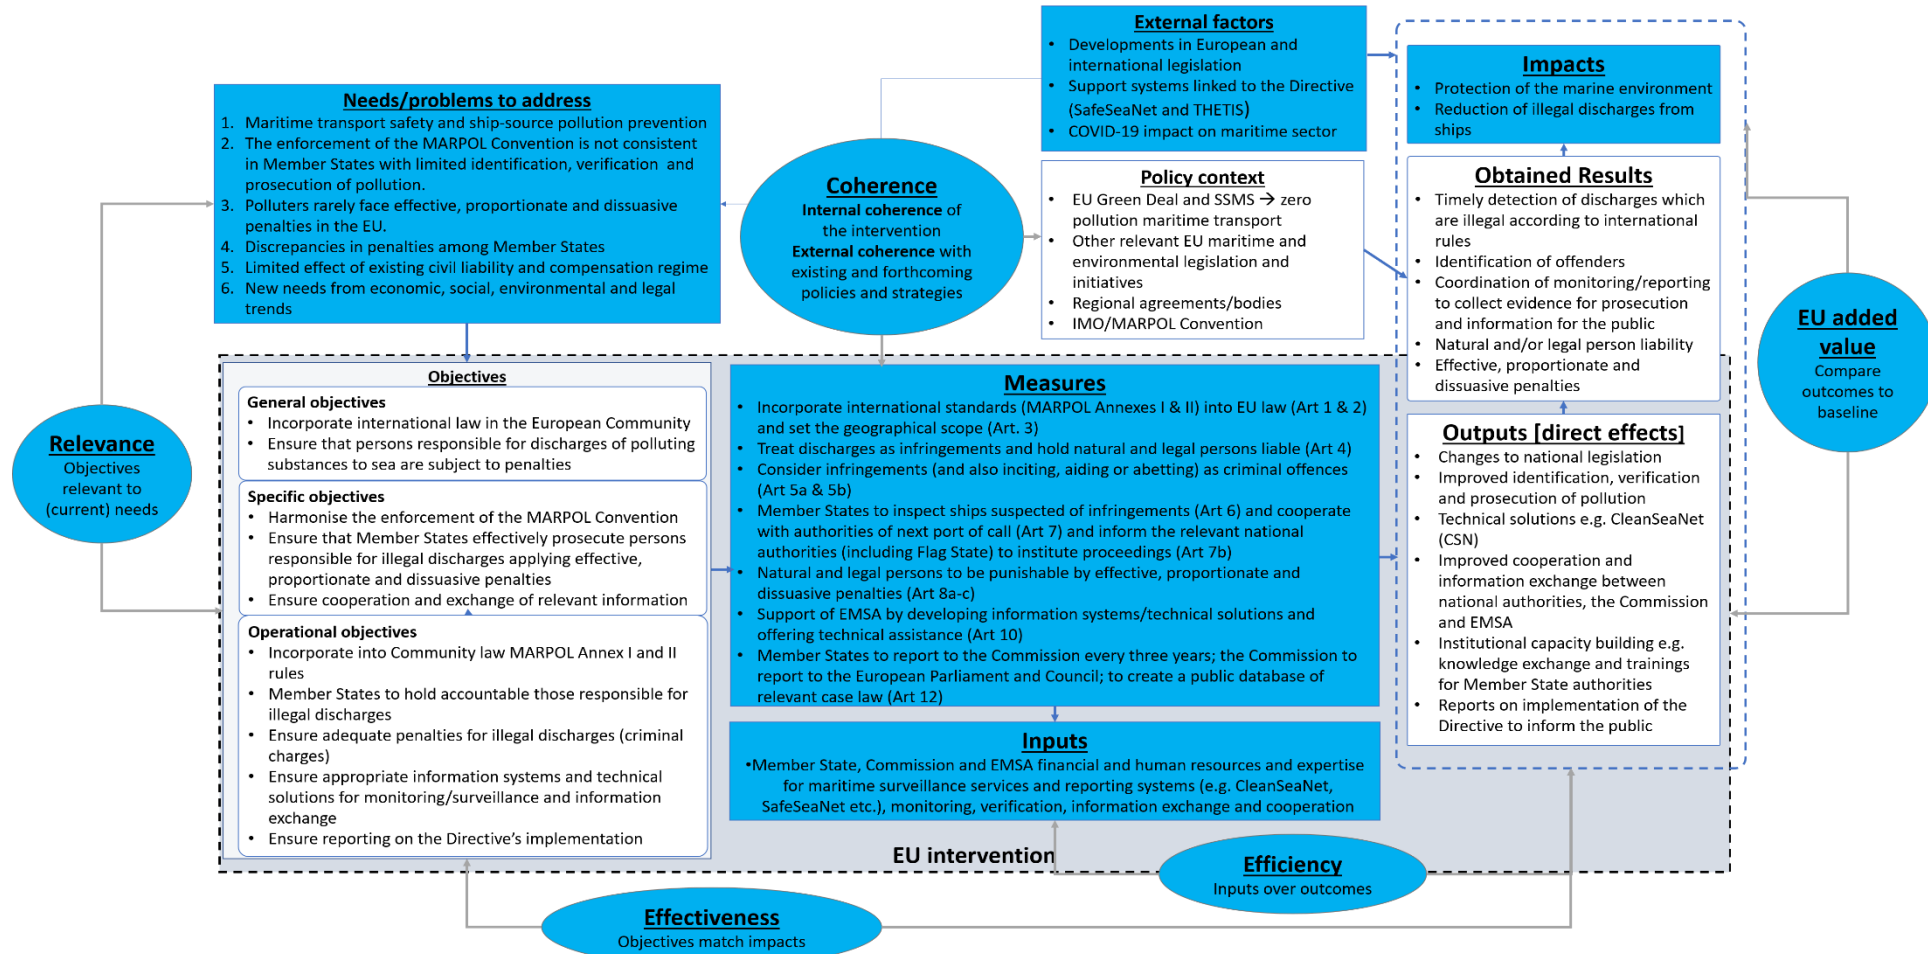 External factors
• Developments in European and
international legislation
• Support systems linked to the Directive
(SafeSeaNet and THETIS)
• COVID-19 impact on maritime sector
Impacts
• Protection of the marine environment
• Reduction of illegal discharges from
ships
Needs/problems to address
1. Maritime transport safety and ship-source pollution prevention
2. The enforcement of the MARPOL Convention is not consistent
in Member States with limited identification, verification and
prosecution of pollution.
3. Polluters rarely face effective, proportionate and dissuasive
penalties in the EU.
4. Discrepancies in penalties among Member States
5. Limited effect of existing civil liability and compensation regime
6. New needs from economic, social, environmental and legal
trends
Coherence
Internal coherence of
the intervention
External coherence with
existing and forthcoming
policies and strategies
Policy context
• EU Green Deal and SSMS → zero
pollution maritime transport
• Other relevant EU maritime and
environmental legislation and
initiatives
• Regional agreements/bodies
• IMO/MARPOL Convention
Obtained Results
• Timely detection of discharges which
are illegal according to international
rules
• Identification of offenders
• Coordination of monitoring/reporting
to collect evidence for prosecution
and information for the public
• Natural and/or legal person liability
• Effective, proportionate and
dissuasive penalties
EU added
value
Compare
outcomes to
baseline
Relevance
Objectives
relevant to
(current) needs
Objectives
General objectives
• Incorporate international law in the European Community
• Ensure that persons responsible for discharges of polluting
substances to sea are subject to penalties
Specific objectives
• Harmonise the enforcement of the MARPOL Convention
• Ensure that Member States effectively prosecute persons
responsible for illegal discharges applying effective,
proportionate and dissuasive penalties
• Ensure cooperation and exchange of relevant information
Operational objectives
• Incorporate into Community law MARPOL Annex I and II
rules
• Member States to hold accountable those responsible for
illegal discharges
• Ensure adequate penalties for illegal discharges (criminal
charges)
• Ensure appropriate information systems and technical
solutions for monitoring/surveillance and information
exchange
• Ensure reporting on the Directive's implementation
Measures
• Incorporate international standards (MARPOL Annexes I & II) into EU law (Art 1 & 2)
and set the geographical scope (Art. 3)
• Treat discharges as infringements and hold natural and legal persons liable (Art 4)
• Consider infringements (and also inciting, aiding or abetting) as criminal offences
(Art 5a & 5b)
• Member States to inspect ships suspected of infringements (Art 6) and cooperate
with authorities of next port of call (Art 7) and inform the relevant national
authorities (including Flag State) to institute proceedings (Art 7b)
• Natural and legal persons to be punishable by effective, proportionate and
dissuasive penalties (Art 8a-c)
• Support of EMSA by developing information systems/technical solutions and
offering technical assistance (Art 10)
• Member States to report to the Commission every three years; the Commission to
report to the European Parliament and Council; to create a public database of
relevant case law (Art 12)
Outputs [direct effects]
• Changes to national legislation
• Improved identification, verification
and prosecution of pollution
• Technical solutions e.g. CleanSeaNet
(CSN)
• Improved cooperation and
information exchange between
national authorities, the Commission
and EMSA
• Institutional capacity building e.g.
knowledge exchange and trainings
for Member State authorities
• Reports on implementation of the
Directive to inform the public
Inputs
•Member State, Commission and EMSA financial and human resources and expertise
for maritime surveillance services and reporting systems (e.g. CleanSeaNet,
SafeSeaNet etc.), monitoring, verification, information exchange and cooperation
EU intervention
Efficiency
Inputs over outcomes
Effectiveness
Objectives match impacts